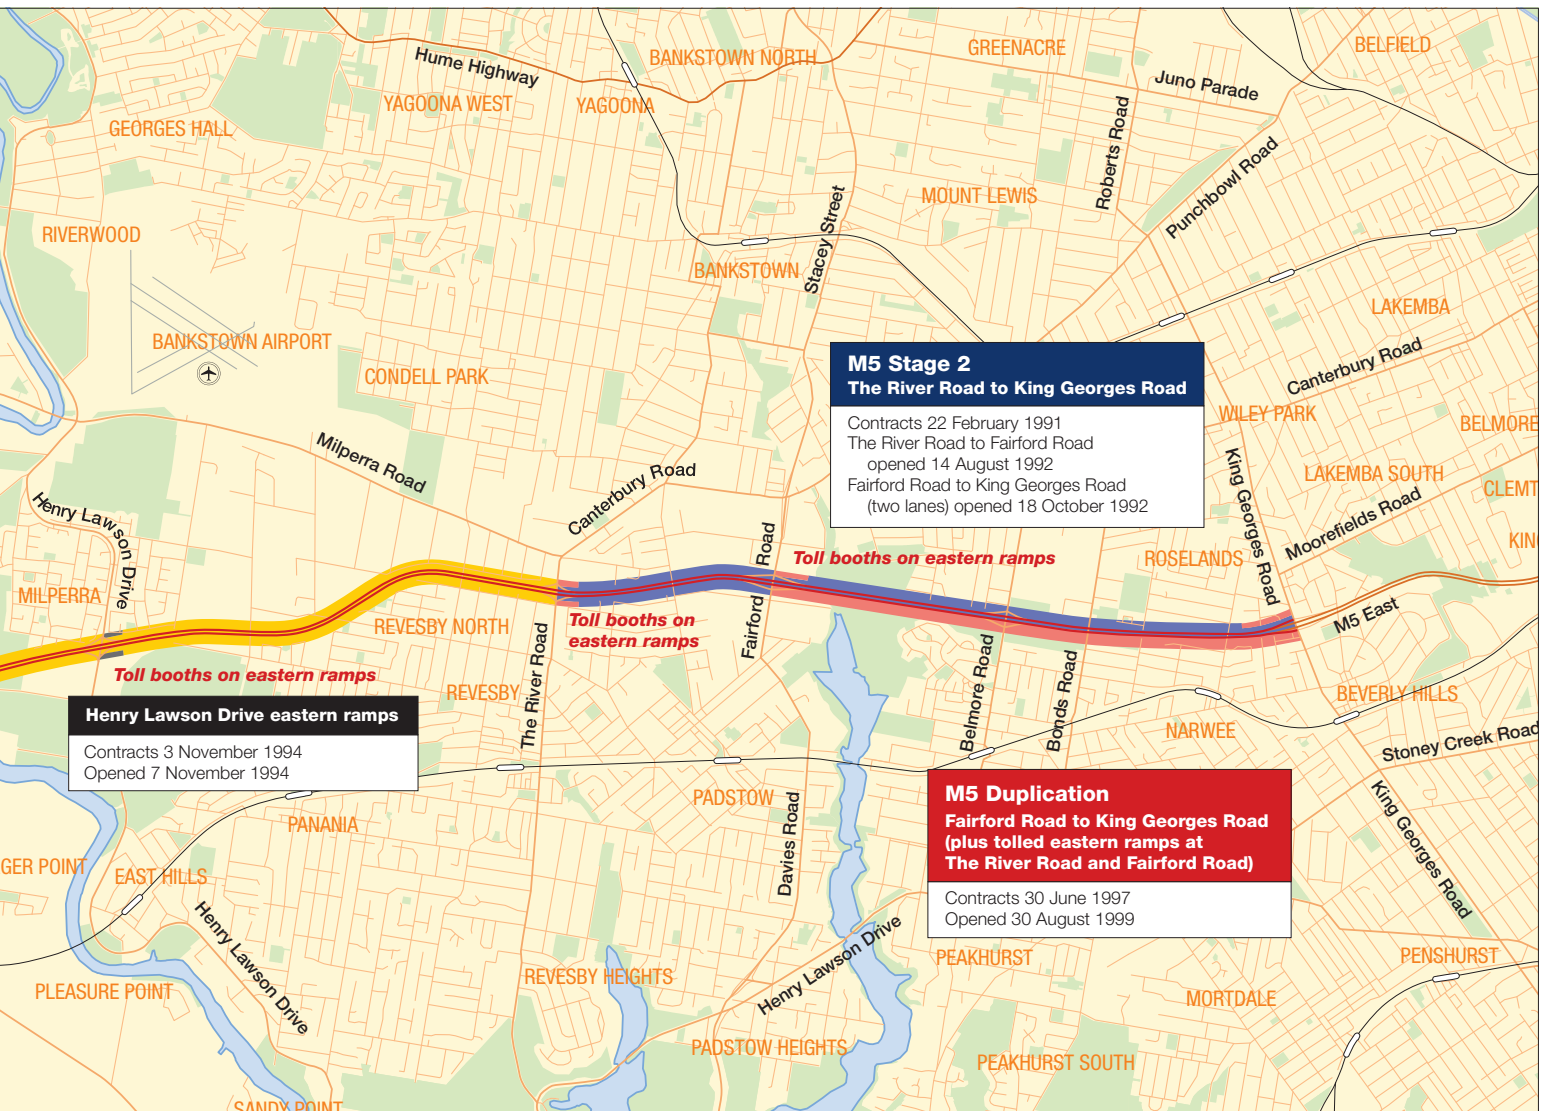 Hume Highway
BANKSTOWN NORTH
GREENACRE
BELFIELD
YAGOONA WEST
YAGOONA
Juno Parade
GEORGES HALL
Roberts Road
Punchbowl Road
MOUNT LEWIS
RIVERWOOD
Stacey Street
BANKSTOWN
LAKEMBA
BANKSTOWN AIRPORT
CONDELL PARK
Canterbury Road
M5 Stage 2
The River Road to King Georges Road
Contracts 22 February 1991
The River Road to Fairford Road
opened 14 August 1992
Fairford Road to King Georges Road
(two lanes) opened 18 October 1992
WILEY PARK
BELMORE
Milperra Road
Canterbury Road
King Georges Road
LAKEMBA SOUTH
CLEMT
Moorefields Road
KIN
Henry Lawson Drive
Fairford Road
Toll booths on eastern ramps
ROSELANDS
MILPERRA
REVESBY NORTH
Toll booths on
eastern ramps
M5 East
Toll booths on eastern ramps
The River Road
REVESBY
Belmore Road
Bonds Road
BEVERLY HILLS
NARWEE
Stoney Creek Road
Henry Lawson Drive eastern ramps
Contracts 3 November 1994
Opened 7 November 1994
M5 Duplication
Fairford Road to King Georges Road
(plus tolled eastern ramps at
The River Road and Fairford Road)
Contracts 30 June 1997
Opened 30 August 1999
PADSTOW
Davies Road
King Georges Road
PANANIA
GER POINT
EAST HILLS
Henry Lawson Drive
Henry Lawson Drive
PEAKHURST
PENSHURST
REVESBY HEIGHTS
PLEASURE POINT
MORTDALE
PADSTOW HEIGHTS
PEAKHURST SOUTH
SANDY POINT